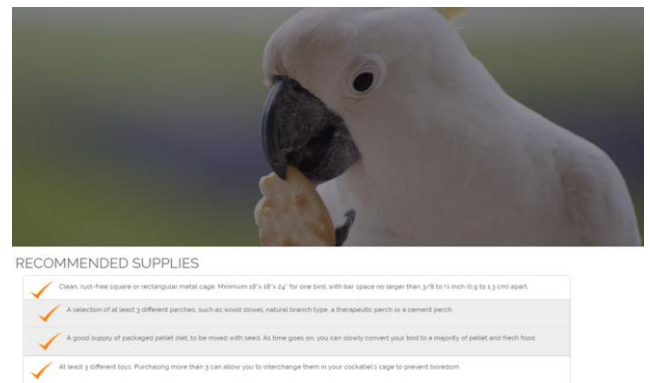 RECOMMENDED SUPPLIES
Clean, rust-free square or rectangular metal cage. Minimum 18"x 18"x 24" for one bird, with bar space no larger than 3/8 to ½ inch (0.9 to 1.3 cm) apart.
A selection of at least 3 different perches, such as wood dowel, natural branch type, a therapeutic perch or a cement perch.
A good supply of packaged pellet diet, to be mixed with seed. As time goes on, you can slowly convert your bird to a majority of pellet and fresh food.
At least 3 different toys. Purchasing more than 3 can allow you to interchange them in your cockatiel's cage to prevent boredom.